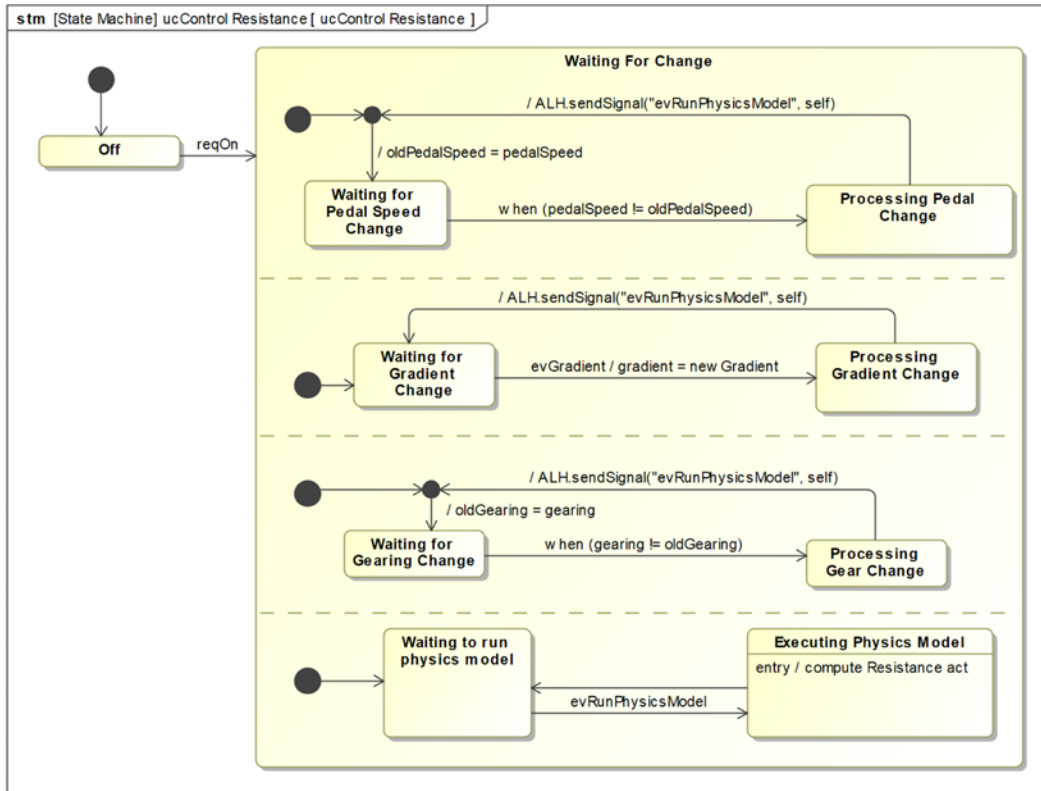 stm [State Machine] ucControl Resistance [ ucControl Resistance ]
Waiting For Change
Off
reqOn
/ ALH.sendSignal("evRunPhysicsModel", self)
/ oldPedalSpeed = pedalSpeed
Waiting for
Pedal Speed
Change
when (pedalSpeed != oldPedalSpeed)
Processing Pedal
Change
/ ALH.sendSignal("evRunPhysicsModel", self)
Waiting for
Gradient
Change
evGradient / gradient = new Gradient
Processing
Gradient Change
/ ALH.sendSignal("evRunPhysicsModel", self)
/ oldGearing = gearing
Waiting for
Gearing Change
when (gearing != oldGearing)
Processing
Gear Change
Waiting to run
physics model
evRunPhysicsModel
Executing Physics Model
entry / compute Resistance act